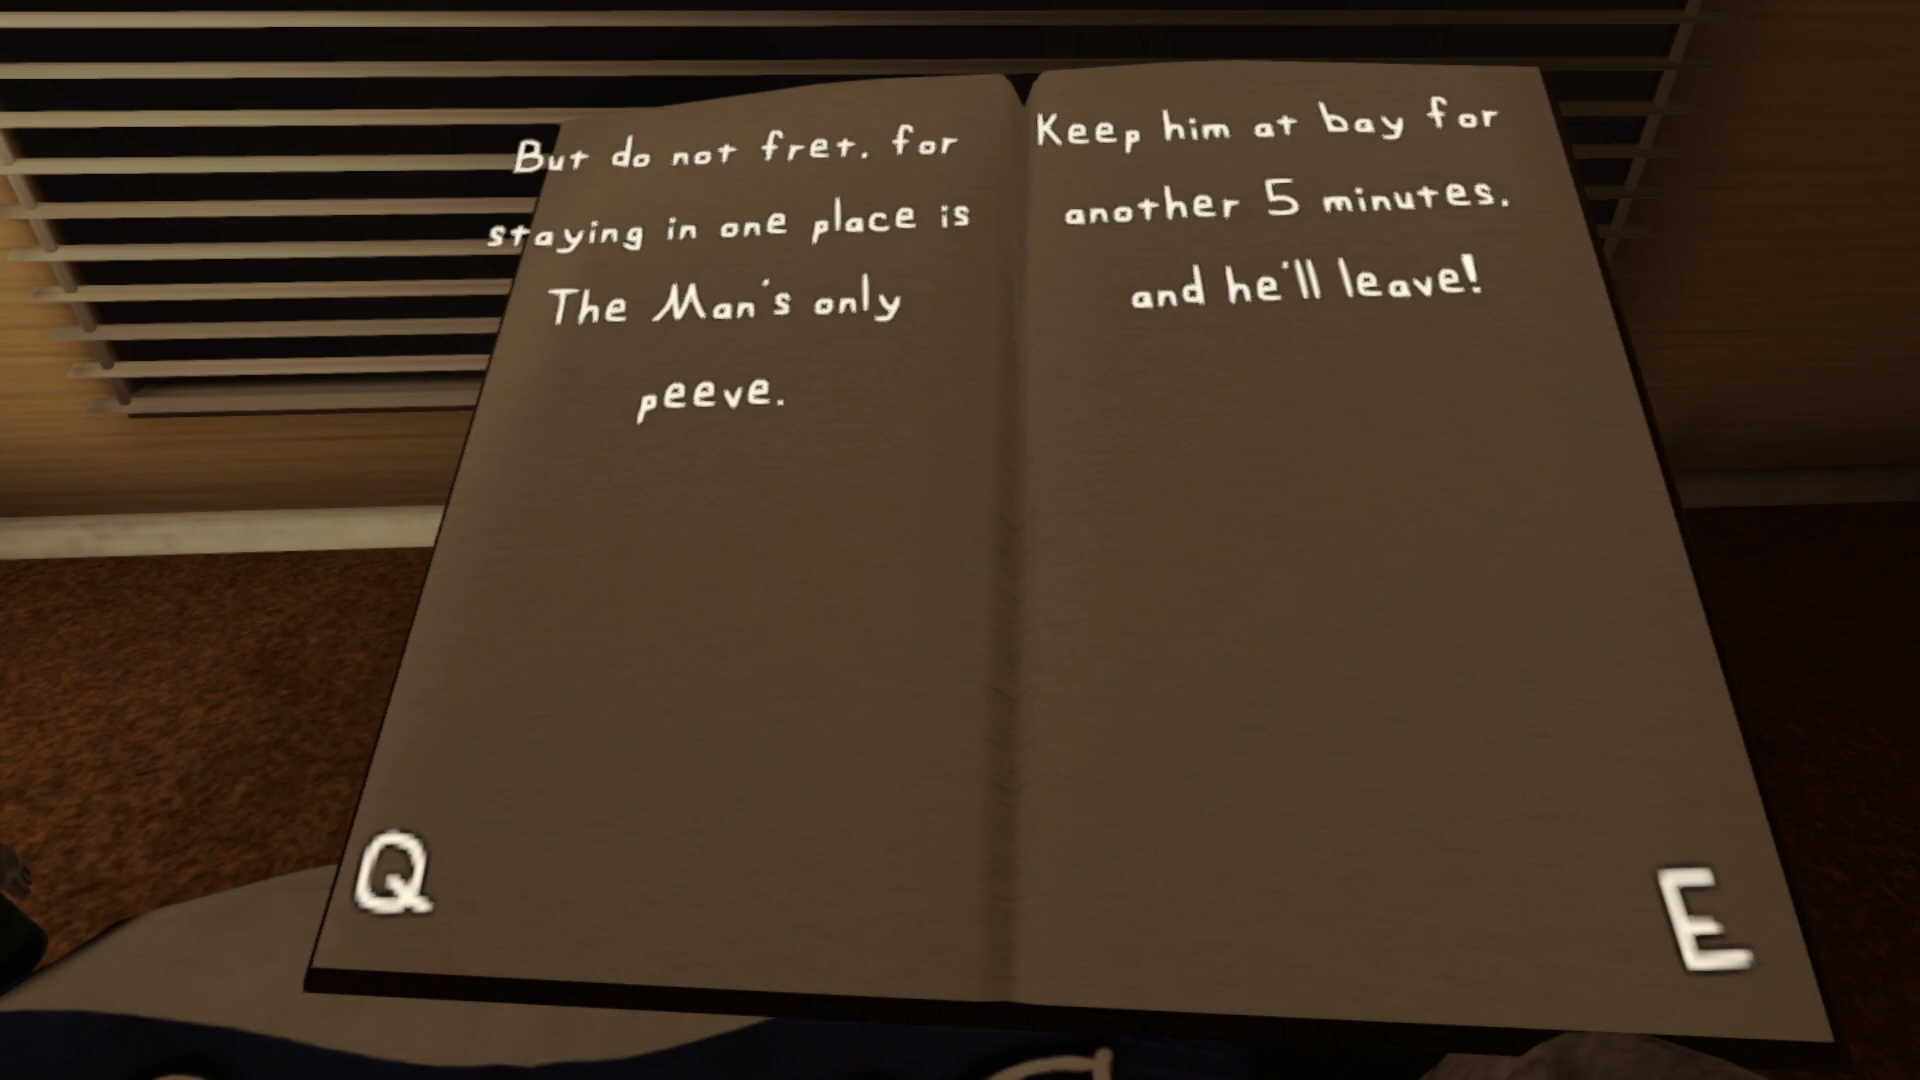 But do not fret, for
staying in one place is
The Man's only
peeve.
Keep him at bay for
another 5 minutes,
and he'll leave!
Q
E